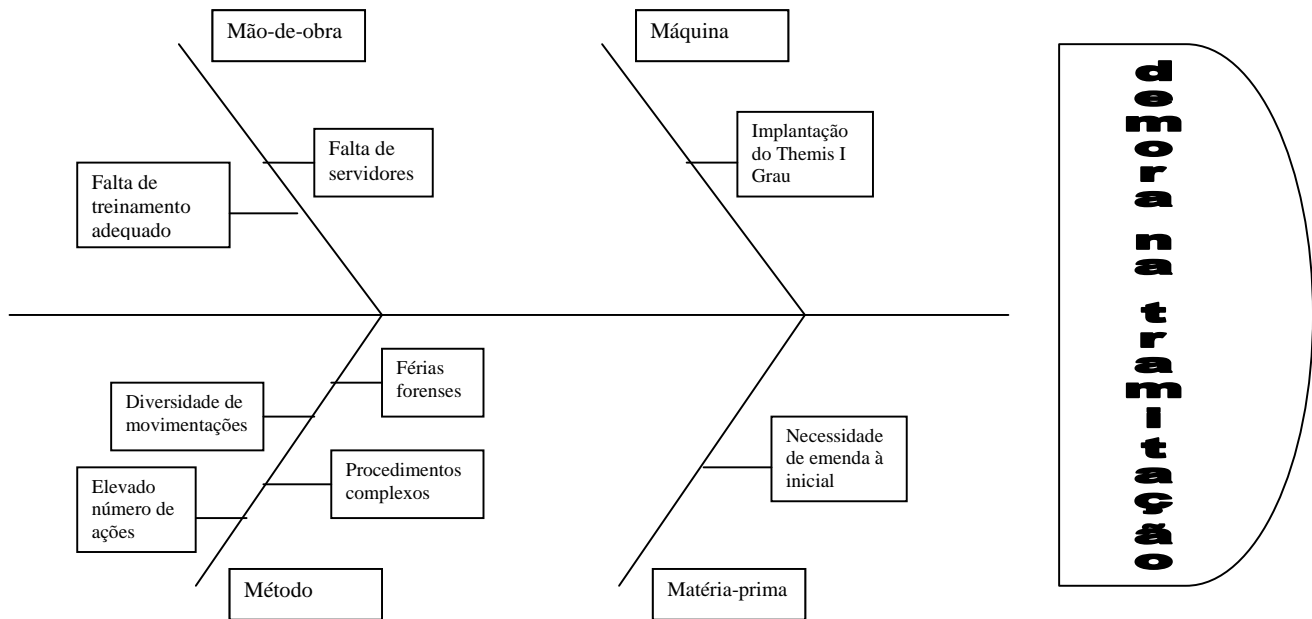 Mão-de-obra
Máquina
Falta de
servidores
Falta de
treinamento
adequado
Implantação
do Themis I
Grau
Férias
forenses
Diversidade de
movimentações
Procedimentos
complexos
Elevado
número de
ações
Necessidade
de emenda à
inicial
Método
Matéria-prima
demora na tramitação